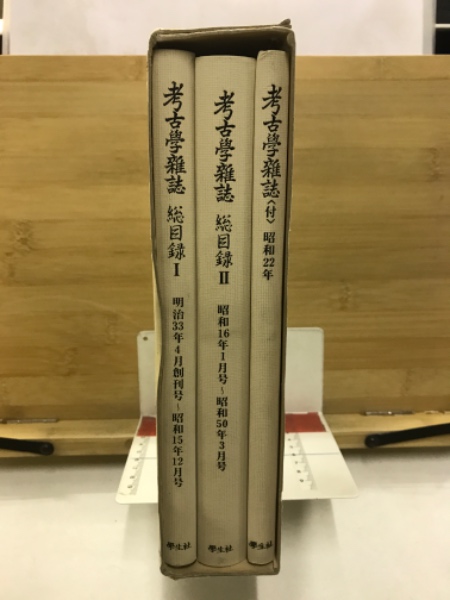 考古學雜誌 総目録 I 明治33年4月創刊号~昭和15年12月号 學生社
考古學雜誌 総目録 II 昭和16年1月号~昭和50年3月号 學生社
考古學雜誌〈付〉昭和22年 學生社